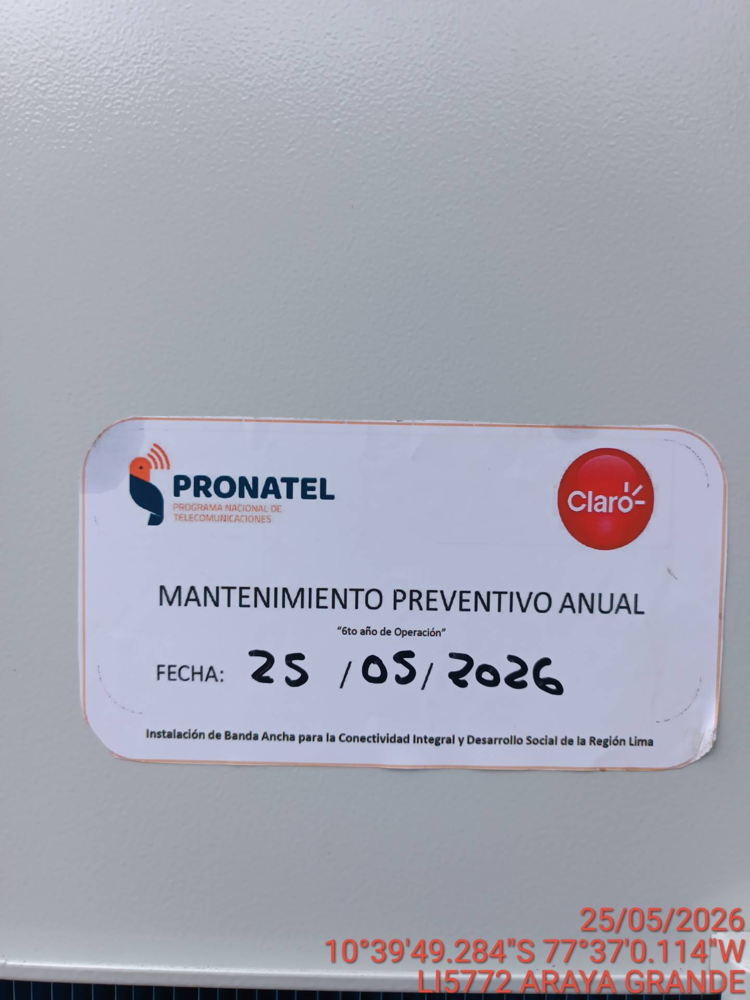 PRONATEL
PROGRAMA NACIONAL DE
TELECOMUNICACIONES
Claro
MANTENIMIENTO PREVENTIVO ANUAL
“6to año de Operación”
FECHA: 25 / 05 / 2026
Instalación de Banda Ancha para la Conectividad Integral y Desarrollo Social de la Región Lima
25/05/2026
10°39'49.284"S 77°37'0.114"W
LI5772 ARAYA GRANDE